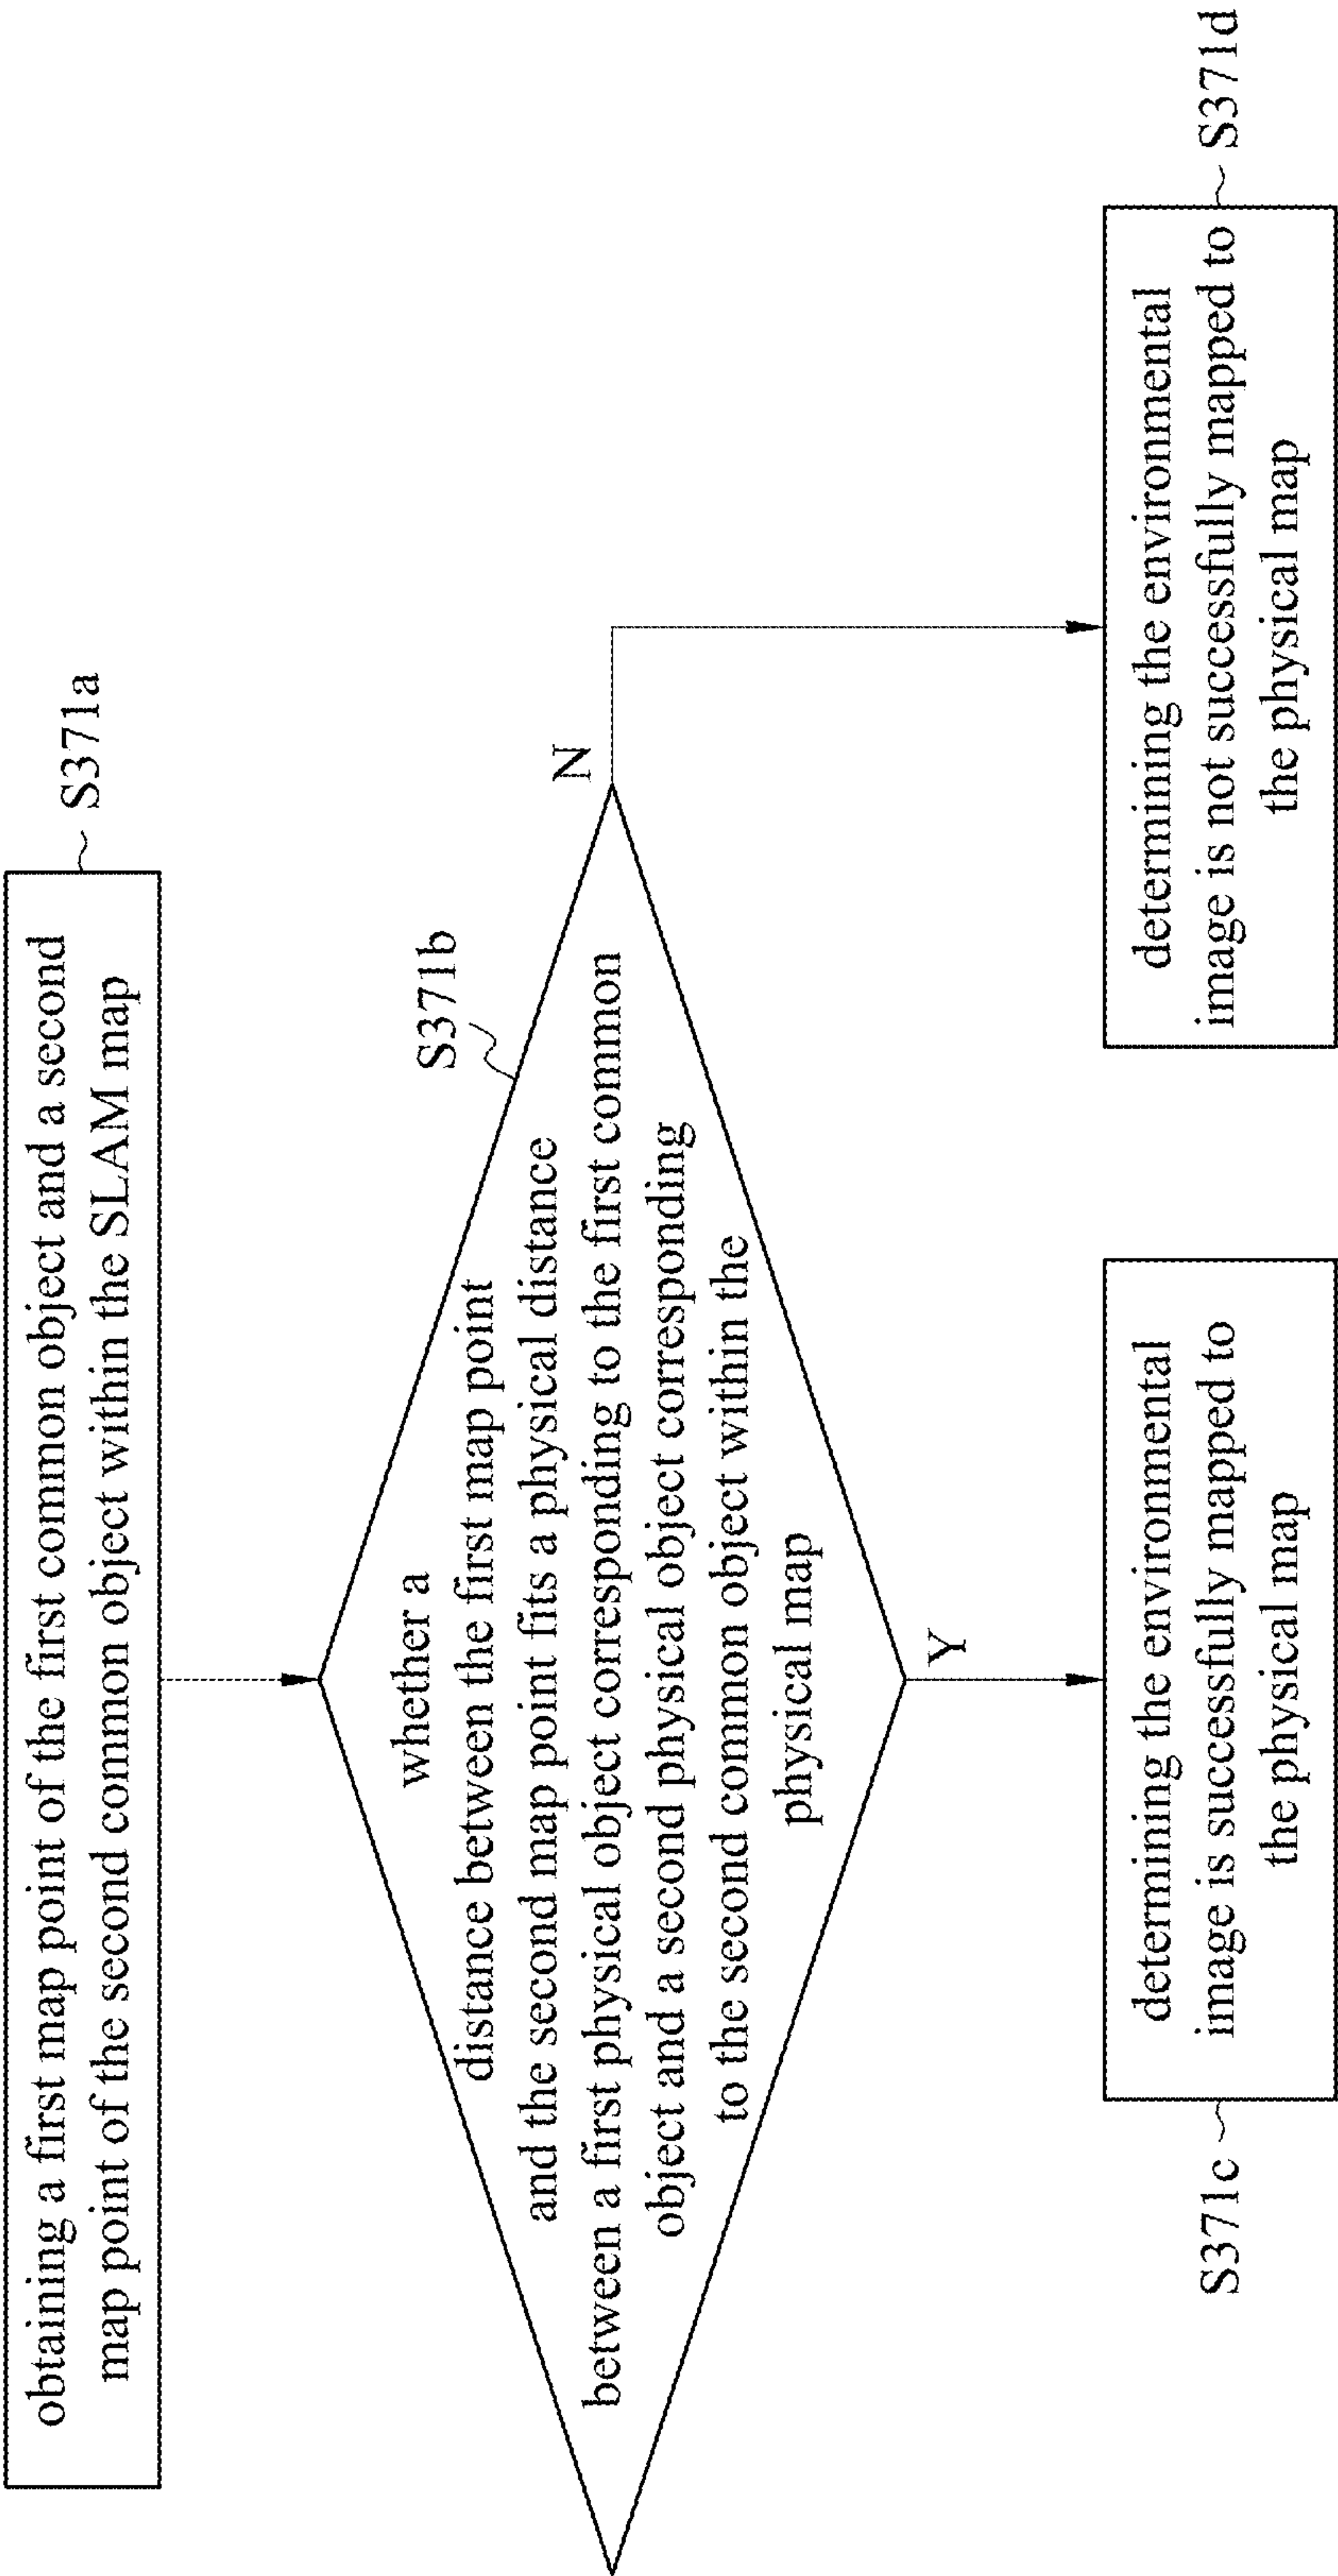 obtaining a first map point of the first common object and a second
map point of the second common object within the SLAM map
S371a
S371b
whether a
distance between the first map point
and the second map point fits a physical distance
between a first physical object corresponding to the first common
object and a second physical object corresponding
to the second common object within the
physical map
N
Y
S371c
determining the environmental
image is successfully mapped to
the physical map
determining the environmental
image is not successfully mapped to
the physical map
S371d